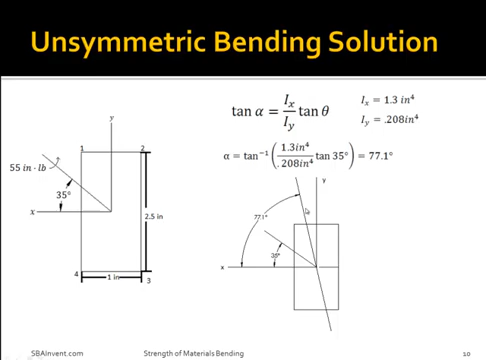 Unsymmetric Bending Solution
tan α = I_x/I_y tan θ
I_x = 1.3 in⁴
I_y = .208in⁴
α = tan⁻¹ (1.3in⁴/.208in⁴ tan 35°) = 77.1°
y
1
2
55 in - lb
35°
x
2.5 in
4
1 in
3
y
77.1°
35°
x
SBAInvent.com
Strength of Materials Bending
10